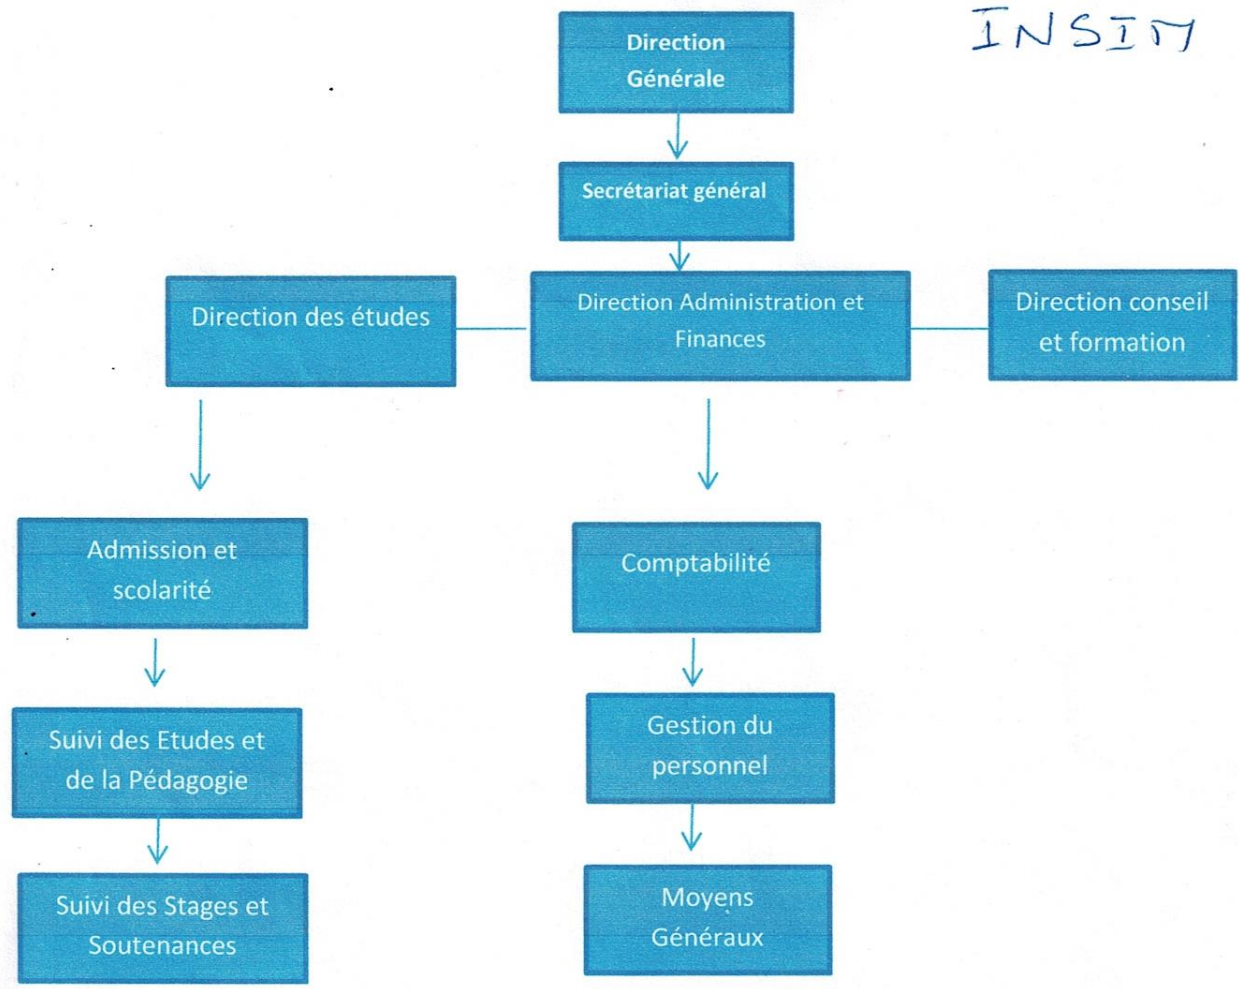 INSIM
Direction
Générale
Secrétariat général
Direction des études
Direction Administration et
Finances
Direction conseil
et formation
Admission et
scolarité
Comptabilité
Suivi des Etudes et
de la Pédagogie
Gestion du
personnel
Suivi des Stages et
Soutenances
Moyens
Généraux